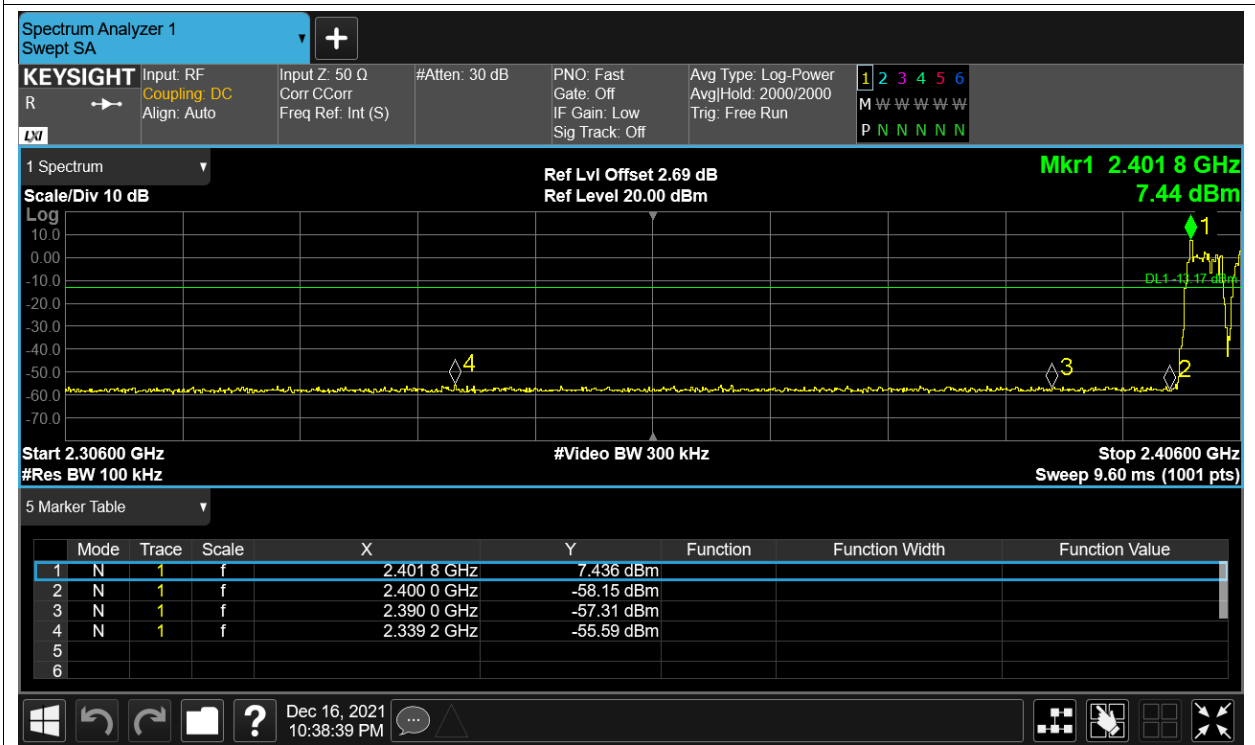 Spectrum Analyzer 1
Swept SA
+
KEYSIGHT Input: RF Input Z: 50 Ω #Atten: 30 dB PNO: Fast Avg Type: Log-Power 1 2 3 4 5 6
R Coupling: DC Corr CCorr Gate: Off Avg|Hold: 2000/2000 M W W W W W
Align: Auto Freq Ref: Int (S) IF Gain: Low Trig: Free Run
LXI Sig Track: Off P N N N N N
1 Spectrum
Ref Lvl Offset 2.69 dB Mkr1 2.401 8 GHz
Scale/Div 10 dB Ref Level 20.00 dBm 7.44 dBm
Log
10.0
0.00
-10.0
-20.0
-30.0
-40.0
-50.0
-60.0
-70.0
1
DL1 -13.17 dBm
4
3
2
Start 2.30600 GHz #Video BW 300 kHz Stop 2.40600 GHz
#Res BW 100 kHz Sweep 9.60 ms (1001 pts)
5 Marker Table
Mode Trace Scale X Y Function Function Width Function Value
1 N 1 f 2.401 8 GHz 7.436 dBm
2 N 1 f 2.400 0 GHz -58.15 dBm
3 N 1 f 2.390 0 GHz -57.31 dBm
4 N 1 f 2.339 2 GHz -55.59 dBm
5
6
? Dec 16, 2021
10:38:39 PM